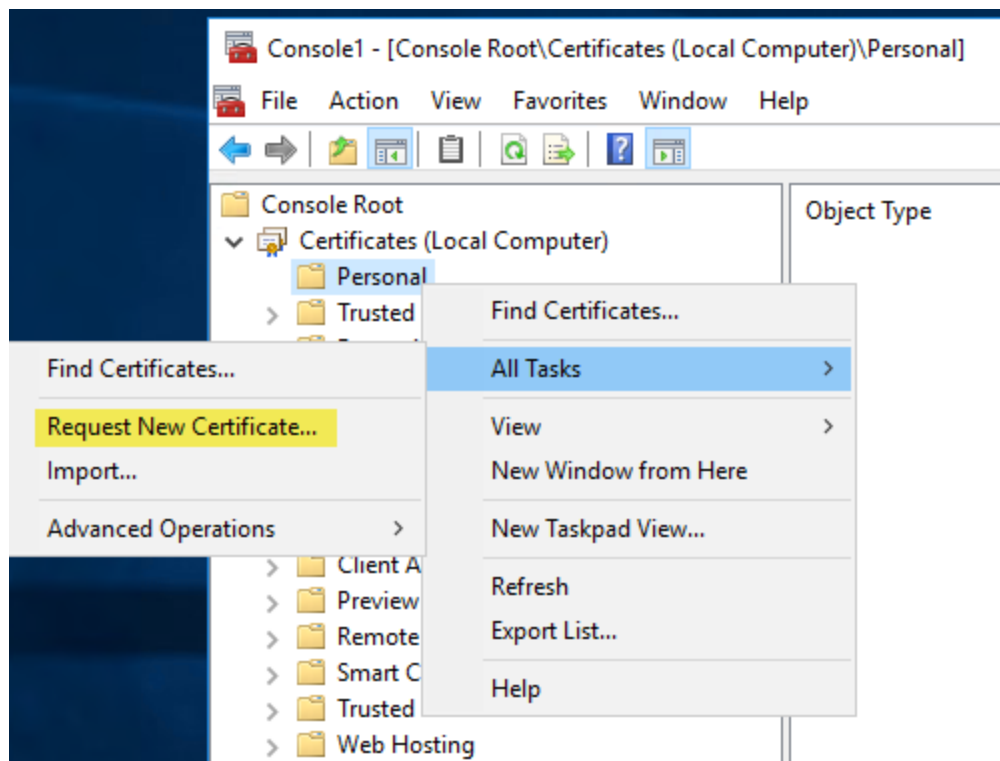 Console1 - [Console Root\Certificates (Local Computer)\Personal]
File Action View Favorites Window Help
Console Root
Object Type
Certificates (Local Computer)
Personal
Trusted
Find Certificates...
All Tasks
View
New Window from Here
New Taskpad View...
Refresh
Export List...
Help
Find Certificates...
Request New Certificate...
Import...
Advanced Operations
Client A
Preview
Remote
Smart C
Trusted
Web Hosting